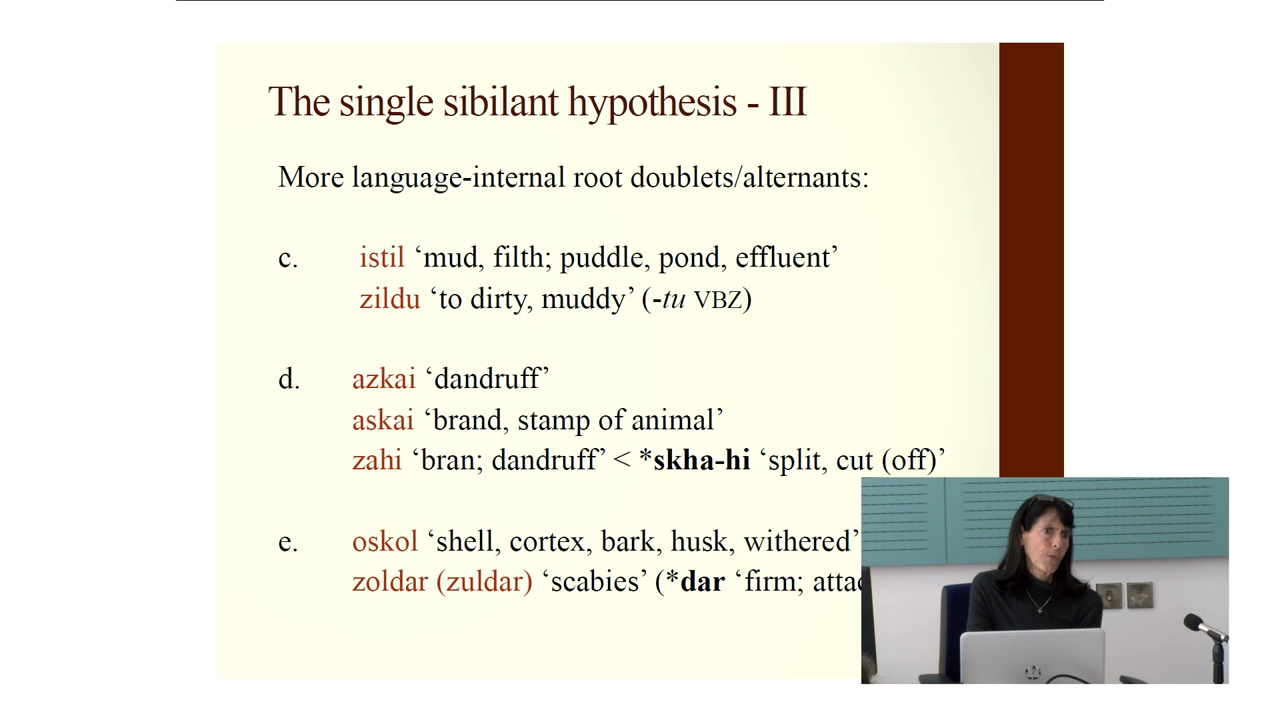 The single sibilant hypothesis - III
More language-internal root doublets/alternants:
c. istil ‘mud, filth; puddle, pond, effluent’
zildu ‘to dirty, muddy’ (-tu VBZ)
d. azkai ‘dandruff’
askai ‘brand, stamp of animal’
zahi ‘bran; dandruff’ < *skha-hi ‘split, cut (off)’
e. oskol ‘shell, cortex, bark, husk, withered’
zoldar (zuldar) ‘scabies’ (*dar ‘firm;